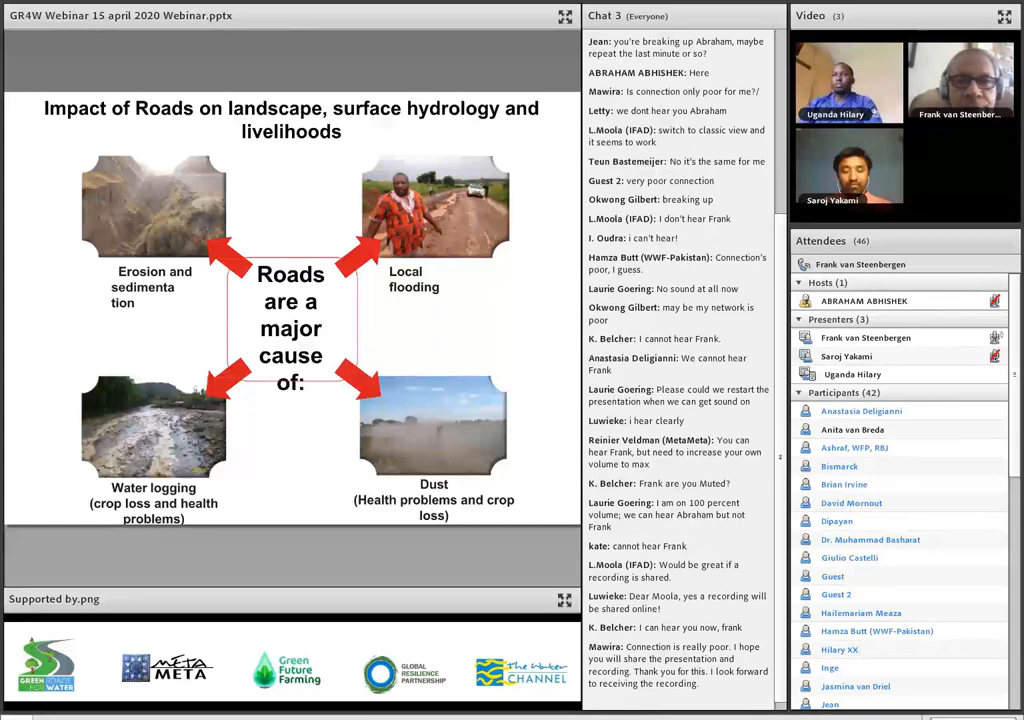 GR4W Webinar 15 april 2020 Webinar.pptx
Impact of Roads on landscape, surface hydrology and
livelihoods
Erosion and
sedimenta
tion
Local
flooding
Roads
are a
major
cause
of:
Water logging
(crop loss and health
problems)
Dust
(Health problems and crop
loss)
Supported by.png
GREEN ROADS
FOR WATER
META
META
Green
Future
Farming
GLOBAL
RESILIENCE
PARTNERSHIP
The Water
CHANNEL
Chat 3 (Everyone)
Jean: you're breaking up Abraham, maybe
repeat the last minute or so?
ABRAHAM ABHISHEK: Here
Mawira: Is connection only poor for me?/
Letty: we dont hear you Abraham
L.Moola (IFAD): switch to classic view and
it seems to work
Teun Bastemeijer: No it's the same for me
Guest 2: very poor connection
Okwong Gilbert: breaking up
L.Moola (IFAD): I don't hear Frank
I. Oudra: i can't hear!
Hamza Butt (WWF-Pakistan): Connection's
poor, I guess.
Laurie Goering: No sound at all now
Okwong Gilbert: may be my network is
poor
K. Belcher: I cannot hear Frank.
Anastasia Deligianni: We cannot hear
Frank
Laurie Goering: Please could we restart the
presentation when we can get sound on
Luwieke: i hear clearly
Reinier Veldman (MetaMeta): You can
hear Frank, but need to increase your own
volume to max
K. Belcher: Frank are you Muted?
Laurie Goering: I am on 100 percent
volume; we can hear Abraham but not
Frank
kate: cannot hear Frank
L.Moola (IFAD): Would be great if a
recording is shared.
Luwieke: Dear Moola, yes a recording will
be shared online!
K. Belcher: I can hear you now, frank
Mawira: Connection is really poor. I hope
you will share the presentation and
recording. Thank you for this. I look forward
to receiving the recording.
Video (3)
Uganda Hilary
Frank van Steenber...
Saroj Yakami
Attendees (46)
Frank van Steenbergen
Hosts (1)
ABRAHAM ABHISHEK
Presenters (3)
Frank van Steenbergen
Saroj Yakami
Uganda Hilary
Participants (42)
Anastasia Deligianni
Anita van Breda
Ashraf, WFP, RBJ
Bismarck
Brian Irvine
David Mornout
Dipayan
Dr. Muhammad Basharat
Giulio Castelli
Guest
Guest 2
Hailemariam Meaza
Hamza Butt (WWF-Pakistan)
Hilary XX
Inge
Jasmina van Driel
Jean